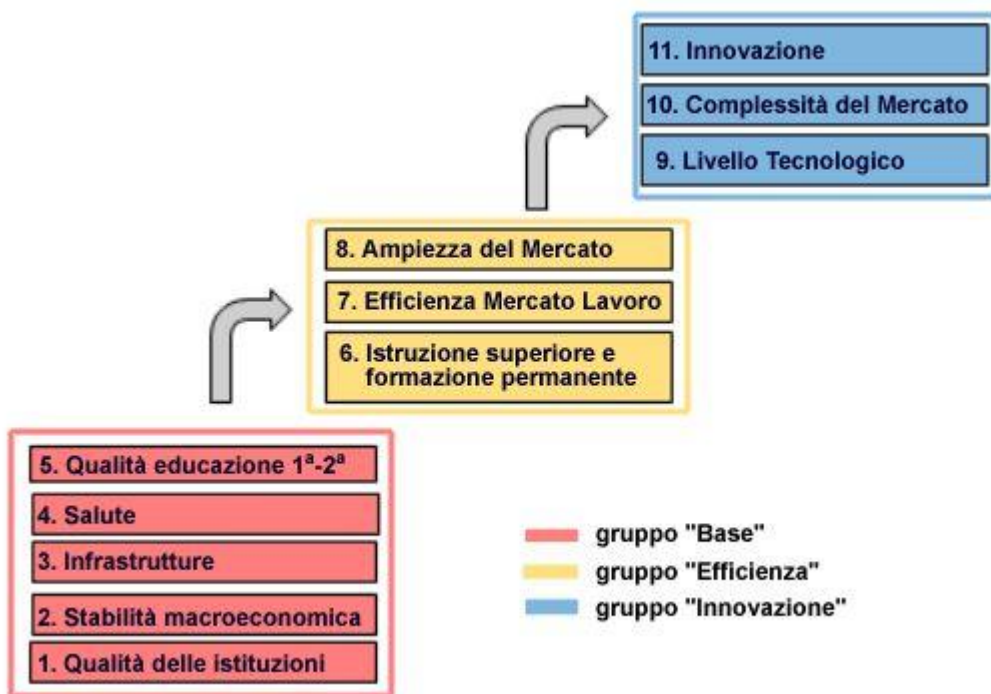 11. Innovazione
10. Complessità del Mercato
9. Livello Tecnologico
8. Ampiezza del Mercato
7. Efficienza Mercato Lavoro
6. Istruzione superiore e
formazione permanente
5. Qualità educazione 1ª-2ª
4. Salute
3. Infrastrutture
2. Stabilità macroeconomica
1. Qualità delle istituzioni
gruppo "Base"
gruppo "Efficienza"
gruppo "Innovazione"